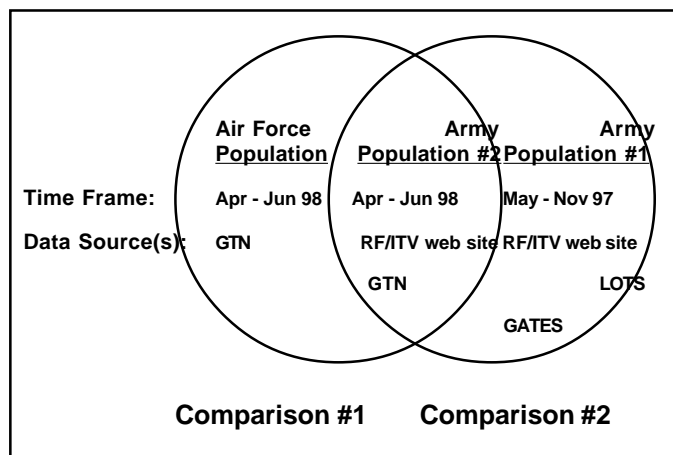 Air Force Army Army
Population Population #2 Population #1
Time Frame: Apr - Jun 98 Apr - Jun 98 May - Nov 97
Data Source(s): GTN RF/ITV web site RF/ITV web site
GTN LOTS
GATES
Comparison #1 Comparison #2